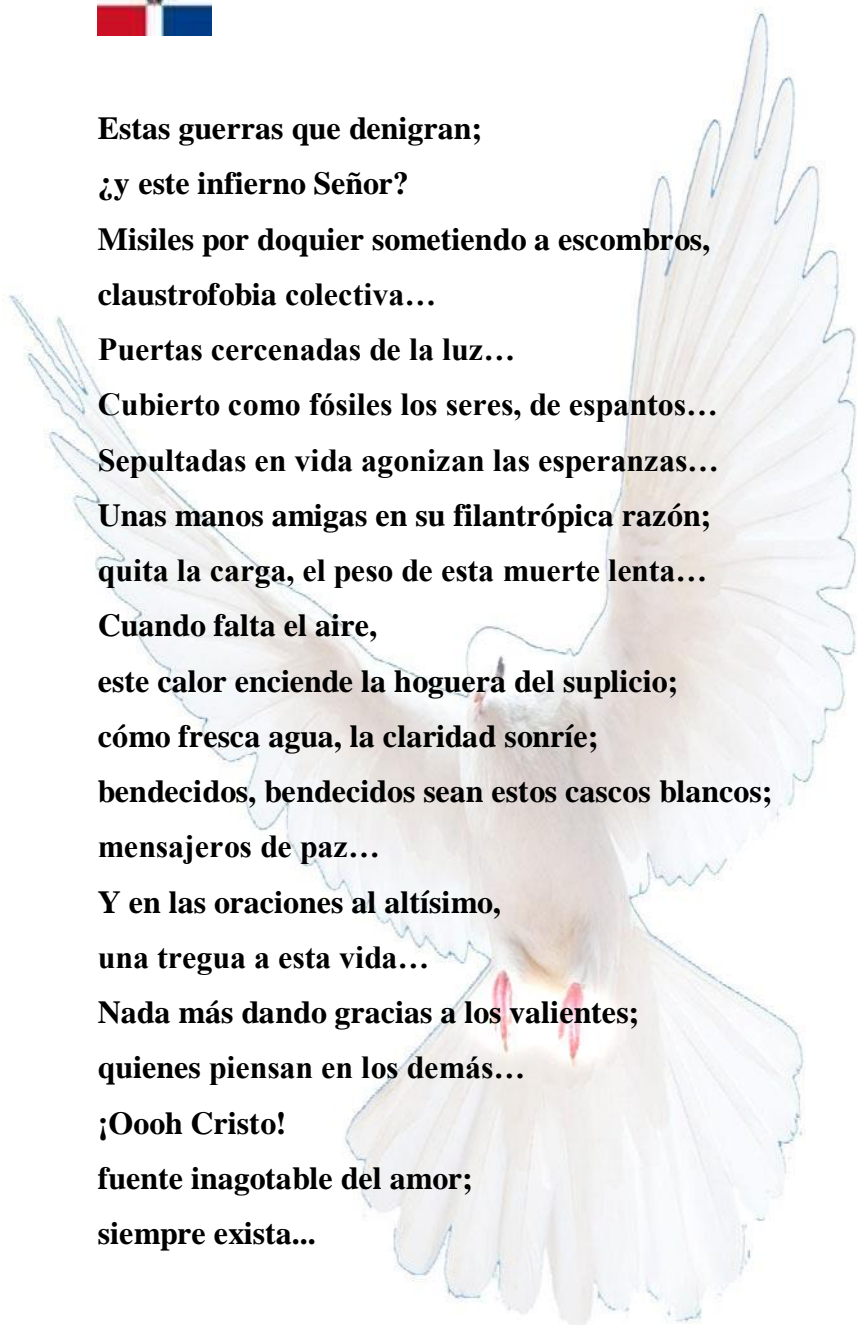 Estas guerras que denigran;
¿y este infierno Señor?
Misiles por doquier sometiendo a escombros,
claustrofobia colectiva…
Puertas cercenadas de la luz…
Cubierto como fósiles los seres, de espantos…
Sepultadas en vida agonizan las esperanzas…
Unas manos amigas en su filantrópica razón;
quita la carga, el peso de esta muerte lenta…
Cuando falta el aire,
este calor enciende la hoguera del suplicio;
cómo fresca agua, la claridad sonríe;
bendecidos, bendecidos sean estos cascos blancos;
mensajeros de paz…
Y en las oraciones al altísimo,
una tregua a esta vida…
Nada más dando gracias a los valientes;
quienes piensan en los demás…
¡Oooh Cristo!
fuente inagotable del amor;
siempre exista...